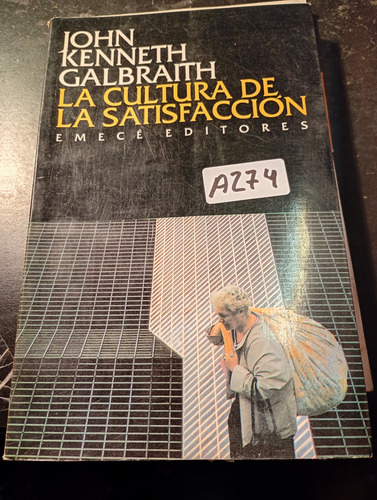 JOHN
KENNETH
GALBRAITH
LA CULTURA DE
LA SATISFACCIÓN
EMECÉ EDITORES
A274